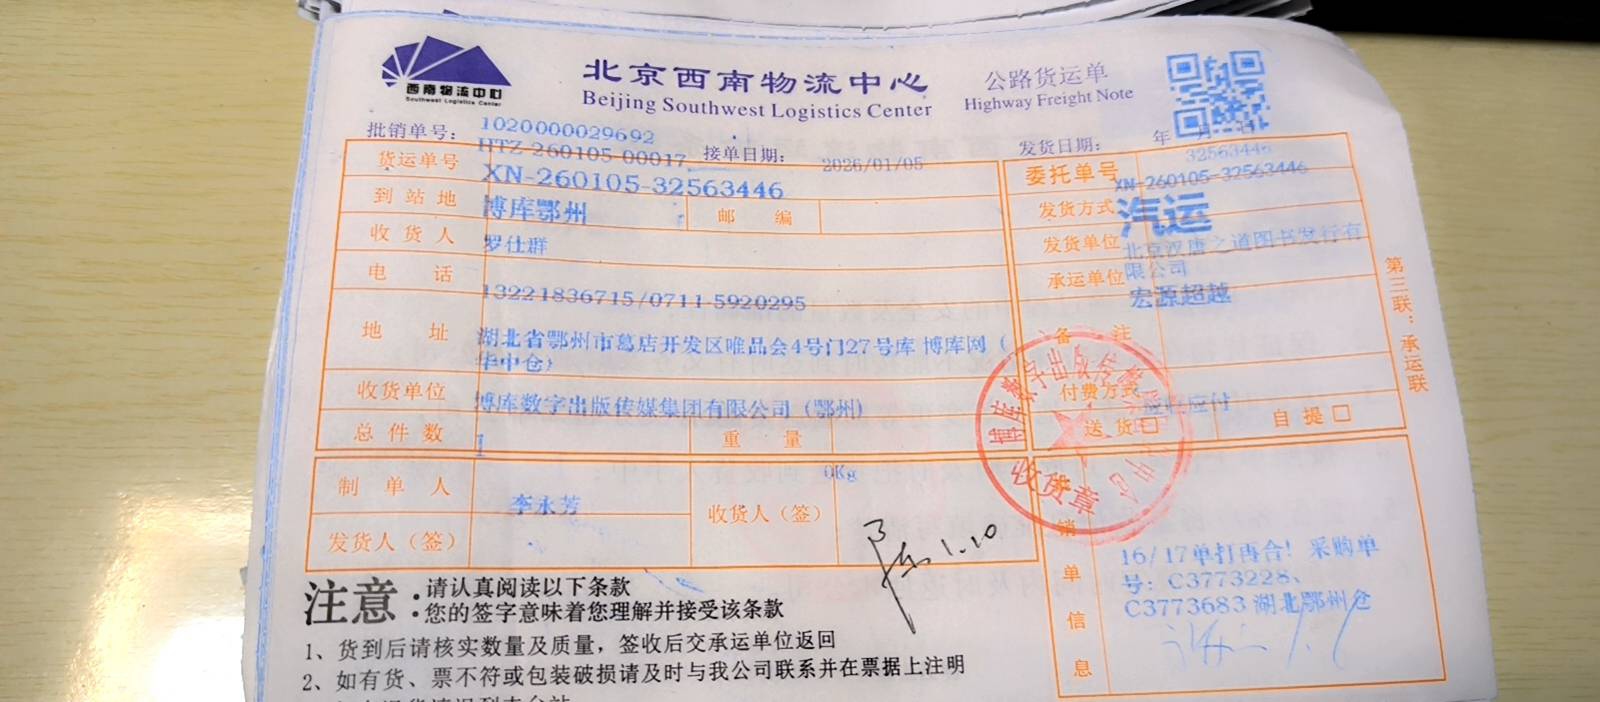 西南物流中心
Southwest Logistics Center
北京西南物流中心
Beijing Southwest Logistics Center
公路货运单
Highway Freight Note
批销单号：
1020000029692
HTZ-260105-00017
接单日期：
2026/01/05
发货日期：
年 月 日
货运单号
XN-260105-32563446
委托单号
32563446
XN-260105-32563446
到站地
博库鄂州
邮编
发货方式
汽运
收货人
罗仕群
发货单位
北京汉唐之道图书发行有
限公司
电话
13221836715/0711-5920295
承运单位
宏源超越
地址
湖北省鄂州市葛店开发区唯品会4号门27号库 博库网（
华中仓）
备注
收货单位
博库数字出版传媒集团有限公司（鄂州）
付费方式
应付
总件数
1
重量
0Kg
送货□
自提□
第三联：承运联
制单人
李永芳
收货人（签）
陈 1.10
发货人（签）
博库数字出版传媒
收货章
销
单
信
息
16/17单打再合！采购单
号：C3773228、
C3773683 湖北鄂州仓
注意：
请认真阅读以下条款
您的签字意味着您理解并接受该条款
1、货到后请核实数量及质量，签收后交承运单位返回
2、如有货、票不符或包装破损请及时与我公司联系并在票据上注明